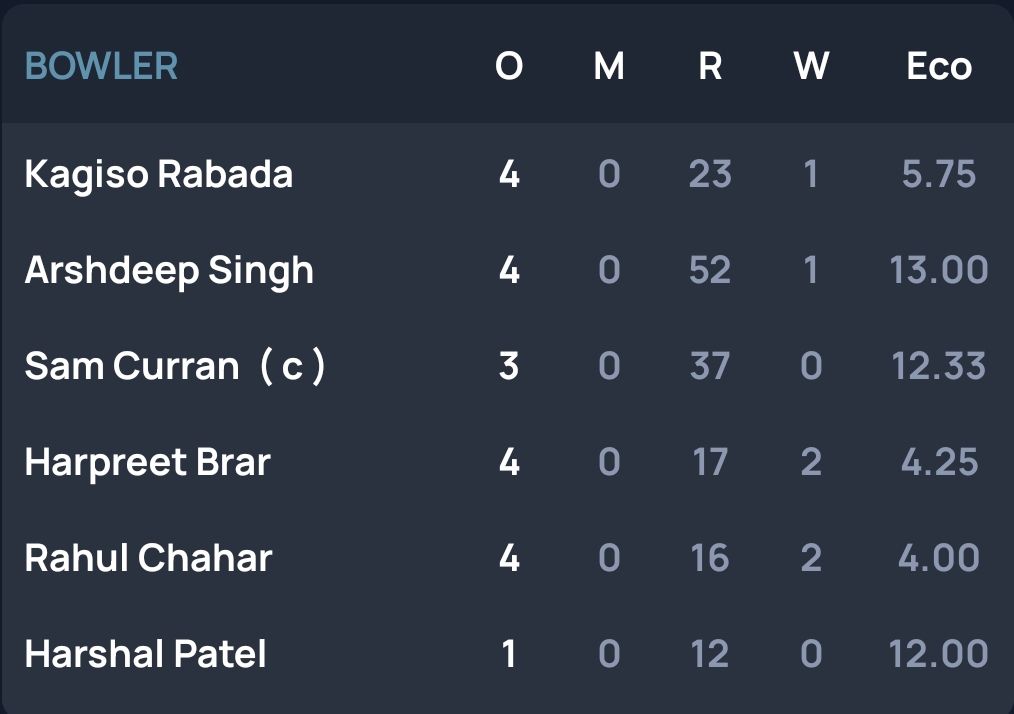 BOWLER O M R W Eco
Kagiso Rabada 4 0 23 1 5.75
Arshdeep Singh 4 0 52 1 13.00
Sam Curran ( c ) 3 0 37 0 12.33
Harpreet Brar 4 0 17 2 4.25
Rahul Chahar 4 0 16 2 4.00
Harshal Patel 1 0 12 0 12.00